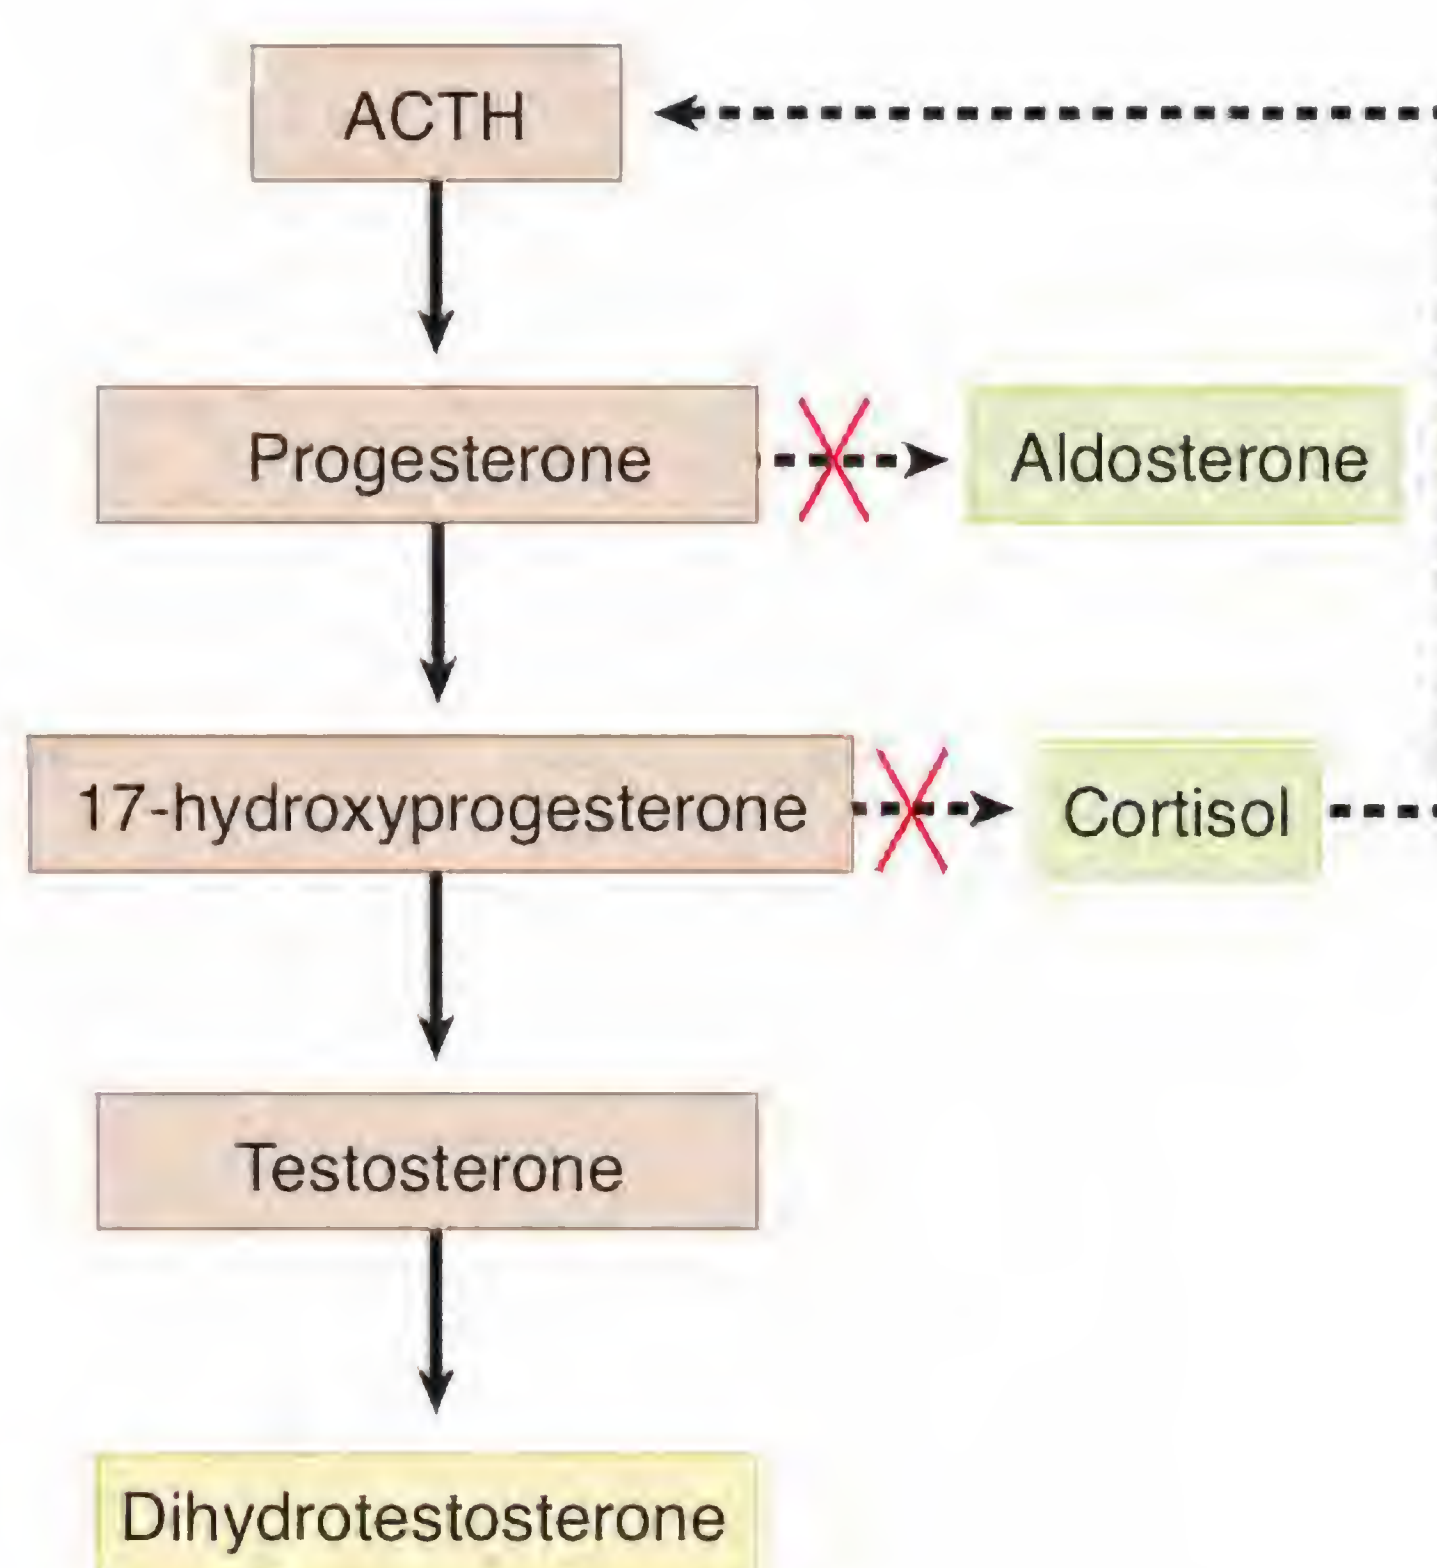 ACTH
Progesterone
Aldosterone
17-hydroxyprogesterone
Cortisol
Testosterone
Dihydrotestosterone